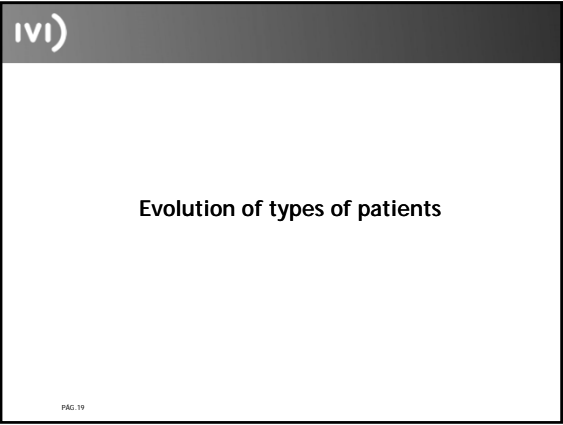 IVI)
Evolution of types of patients
PÁG.19